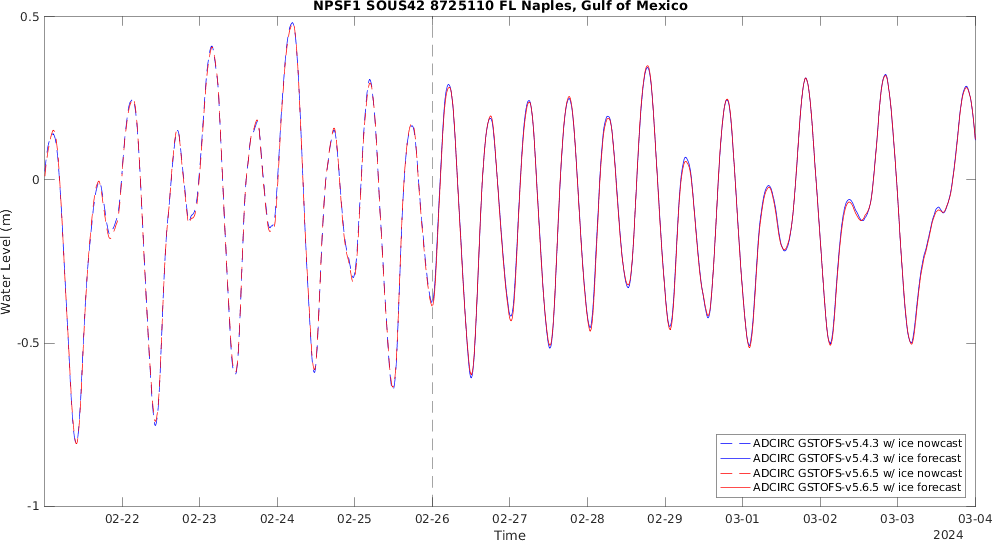 NPSF1 SOUS42 8725110 FL Naples, Gulf of Mexico
0.5
0
-0.5
-1
Water Level (m)
02-22 02-23 02-24 02-25 02-26 02-27 02-28 02-29 03-01 03-02 03-03 03-04
Time
2024
ADCIRC GSTOFS-v5.4.3 w/ ice nowcast
ADCIRC GSTOFS-v5.4.3 w/ ice forecast
ADCIRC GSTOFS-v5.6.5 w/ ice nowcast
ADCIRC GSTOFS-v5.6.5 w/ ice forecast